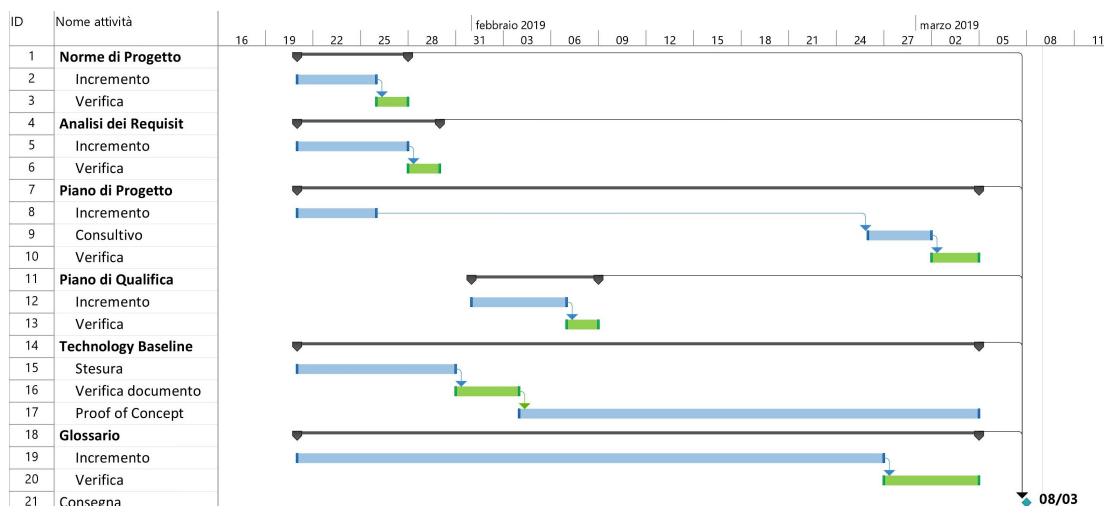 ID Nome attività febbraio 2019 marzo 2019
16 19 22 25 28 31 03 06 09 12 15 18 21 24 27 02 05 08 11
1 Norme di Progetto
2 Incremento
3 Verifica
4 Analisi dei Requisit
5 Incremento
6 Verifica
7 Piano di Progetto
8 Incremento
9 Consultivo
10 Verifica
11 Piano di Qualifica
12 Incremento
13 Verifica
14 Technology Baseline
15 Stesura
16 Verifica documento
17 Proof of Concept
18 Glossario
19 Incremento
20 Verifica
21 Consegna 08/03